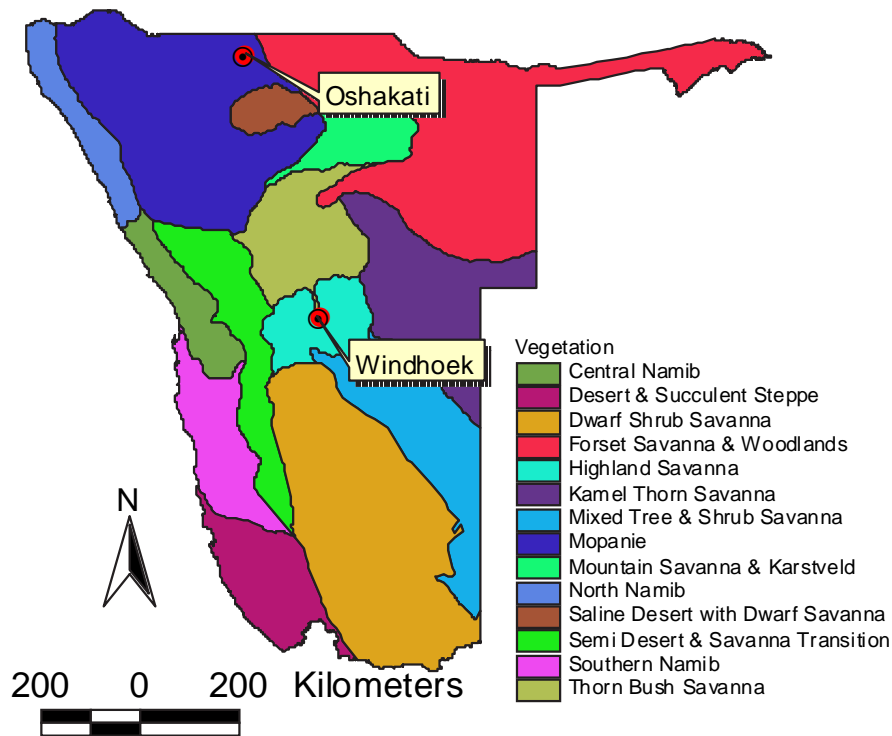 Oshakati
Windhoek
Vegetation
Central Namib
Desert & Succulent Steppe
Dwarf Shrub Savanna
Forset Savanna & Woodlands
Highland Savanna
Kamel Thorn Savanna
Mixed Tree & Shrub Savanna
Mopanie
Mountain Savanna & Karstveld
North Namib
Saline Desert with Dwarf Savanna
Semi Desert & Savanna Transition
Southern Namib
Thorn Bush Savanna
N
200 0 200 Kilometers